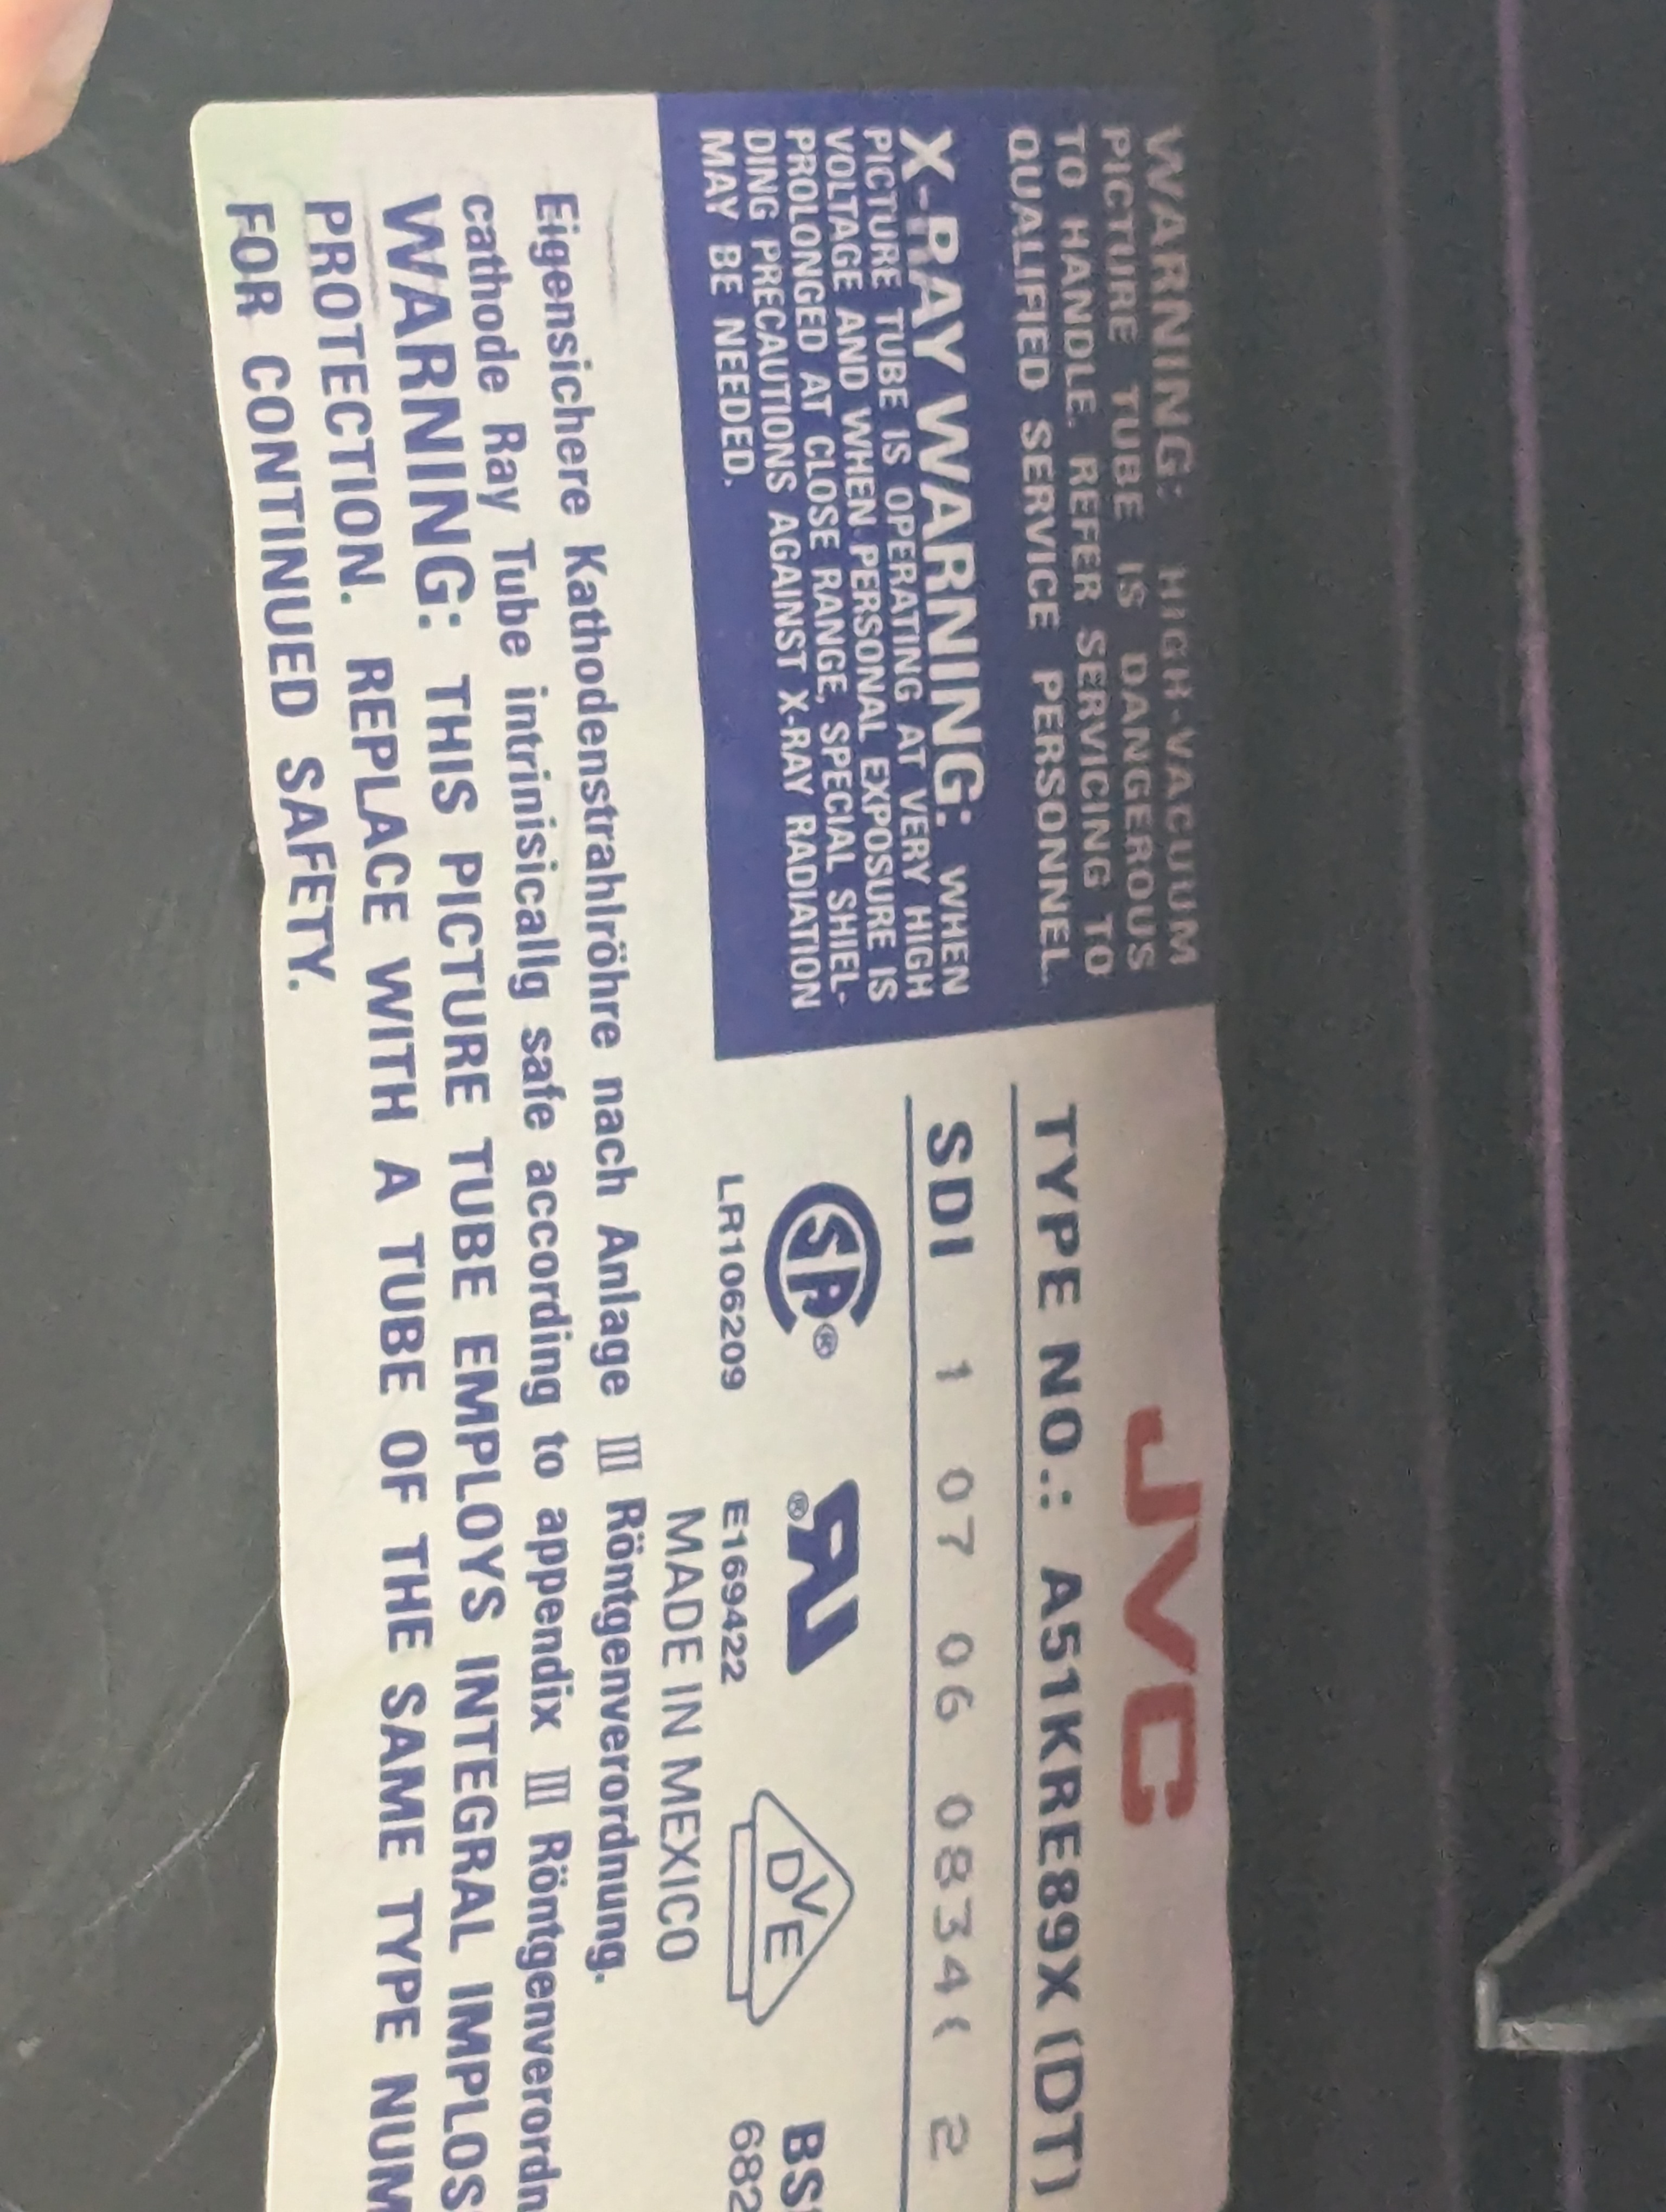 WARNING: HIGH-VACUUM
PICTURE TUBE IS DANGEROUS
TO HANDLE. REFER SERVICING TO
QUALIFIED SERVICE PERSONNEL.
X-RAY WARNING: WHEN
PICTURE TUBE IS OPERATING AT VERY HIGH
VOLTAGE AND WHEN PERSONAL EXPOSURE IS
PROLONGED AT CLOSE RANGE, SPECIAL SHIEL-
DING PRECAUTIONS AGAINST X-RAY RADIATION
MAY BE NEEDED.
JVC
TYPE NO.: A51KRE89X (DT)
SDI 1 07 06 0834( 2
SA®
LR106209
®
E169422
DVE
BS
682
MADE IN MEXICO
Eigensichere Kathodenstrahlröhre nach Anlage III Röntgenverordnung.
cathode Ray Tube intrinisicallg safe according to appendix III Röntgenverordn
WARNING: THIS PICTURE TUBE EMPLOYS INTEGRAL IMPLOS
PROTECTION. REPLACE WITH A TUBE OF THE SAME TYPE NUM
FOR CONTINUED SAFETY.